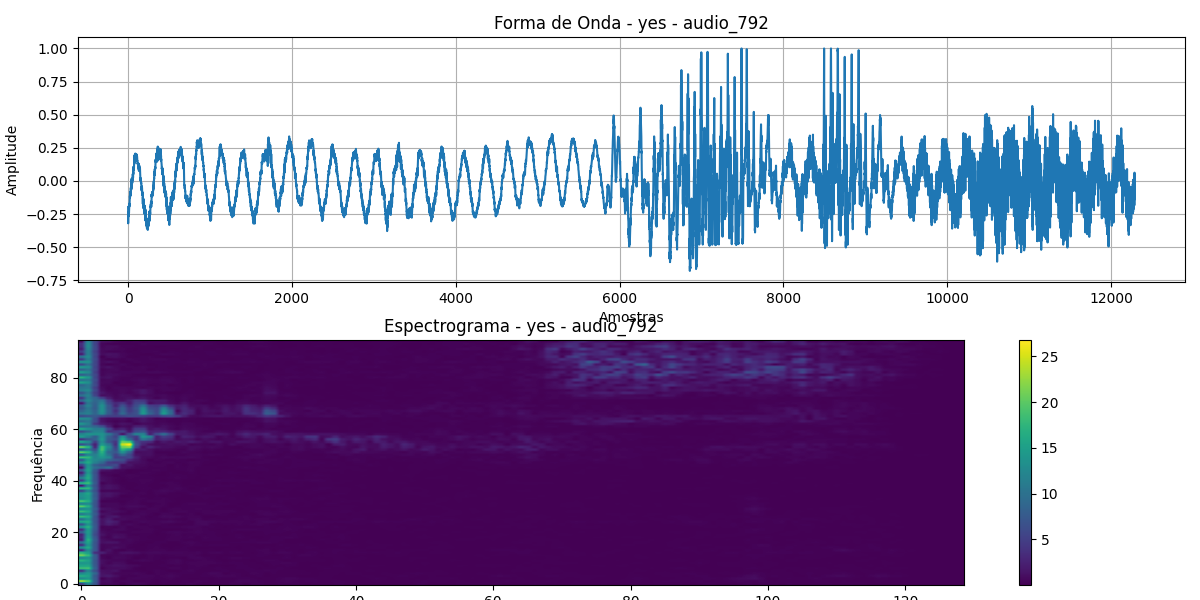 Forma de Onda - yes - audio_792
1.00
0.75
0.50
0.25
0.00
−0.25
−0.50
−0.75
Amplitude
0 2000 4000 6000 8000 10000 12000
Amostras
Espectrograma - yes - audio_792
80
60
40
20
0
Frequência
25
20
15
10
5
0 20 40 60 80 100 120